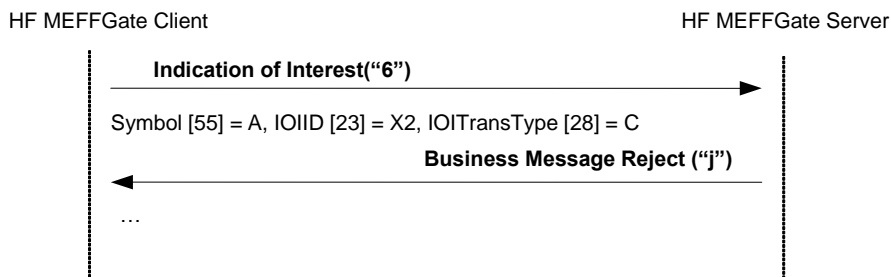 HF MEFFGate Client
HF MEFFGate Server
Indication of Interest(“6”)
Symbol [55] = A, IOIID [23] = X2, IOITransType [28] = C
Business Message Reject (“j”)
…